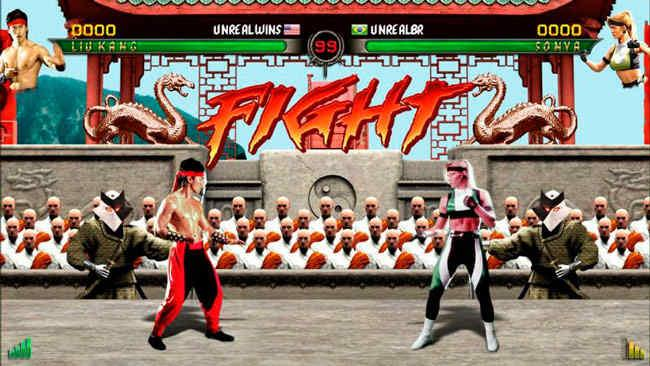 0000
UNREALWINS
UNREALBR
0000
LIU KANG
99
SONYA
FIGHT